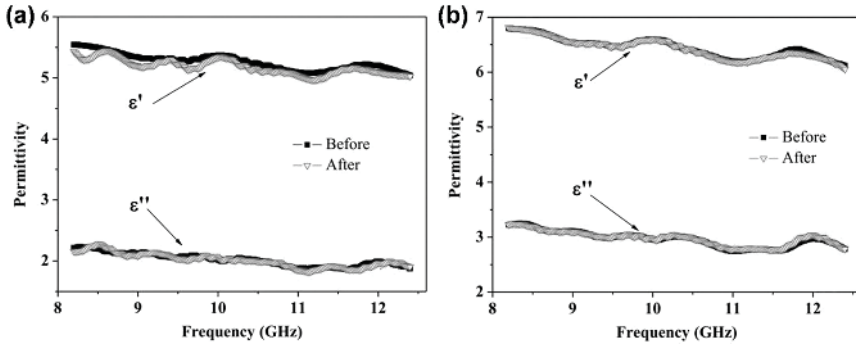 (a)
6
5
4
3
2
Permittivity
ε'
Before
After
ε''
8 9 10 11 12
Frequency (GHz)
(b)
7
6
5
4
3
2
Permittivity
ε'
Before
After
ε''
8 9 10 11 12
Frequency (GHz)